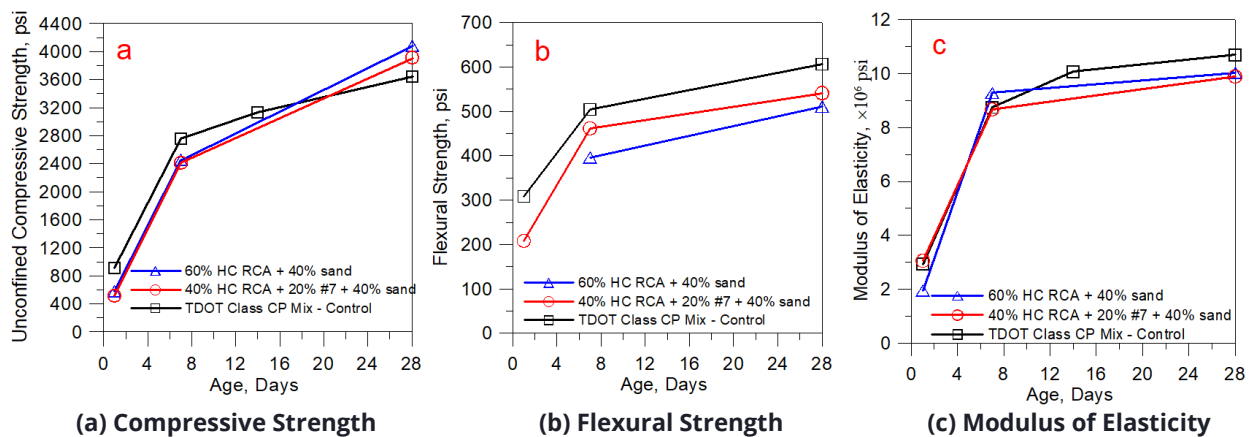 a
Unconfined Compressive Strength, psi
4400
4000
3600
3200
2800
2400
2000
1600
1200
800
400
0
60% HC RCA + 40% sand
40% HC RCA + 20% #7 + 40% sand
TDOT Class CP Mix - Control
0 4 8 12 16 20 24 28
Age, Days
(a) Compressive Strength
b
Flexural Strength, psi
700
600
500
400
300
200
100
0
60% HC RCA + 40% sand
40% HC RCA + 20% #7 + 40% sand
TDOT Class CP Mix - Control
0 4 8 12 16 20 24 28
Age, Days
(b) Flexural Strength
c
Modulus of Elasticity, ×10⁶ psi
12
10
8
6
4
2
0
60% HC RCA + 40% sand
40% HC RCA + 20% #7 + 40% sand
TDOT Class CP Mix - Control
0 4 8 12 16 20 24 28
Age, Days
(c) Modulus of Elasticity